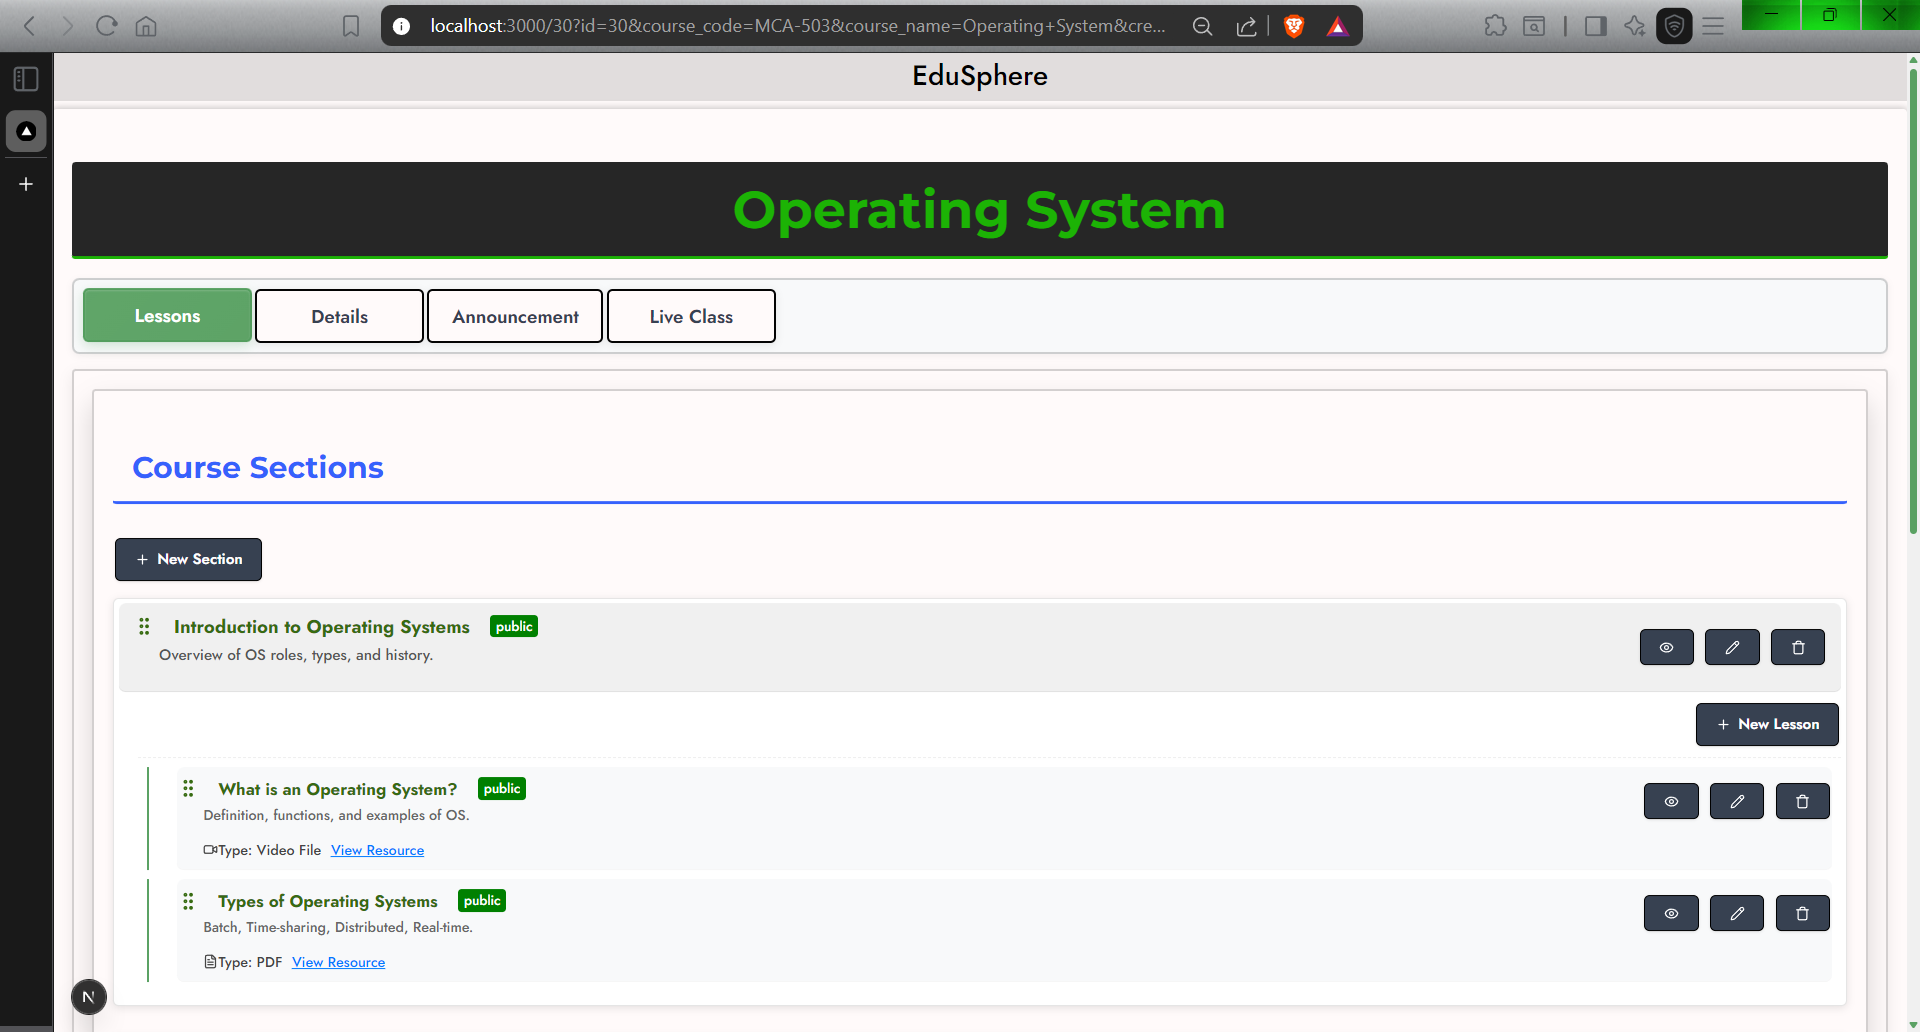 localhost:3000/30?id=30&course_code=MCA-503&course_name=Operating+System&cre...
EduSphere
Operating System
Lessons
Details
Announcement
Live Class
Course Sections
+ New Section
Introduction to Operating Systems public
Overview of OS roles, types, and history.
+ New Lesson
What is an Operating System? public
Definition, functions, and examples of OS.
Type: Video File View Resource
Types of Operating Systems public
Batch, Time-sharing, Distributed, Real-time.
Type: PDF View Resource
N